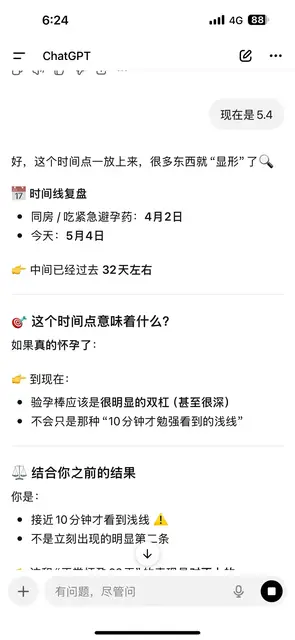 6:24
4G
88
ChatGPT
现在是 5.4
好，这个时间点一放上来，很多东西就“显形”了🔍
📅 时间线复盘
• 同房 / 吃紧急避孕药：4月2日
• 今天：5月4日
👉 中间已经过去 32天左右
🎯 这个时间点意味着什么？
如果真的怀孕了：
👉 到现在：
• 验孕棒应该是很明显的双杠（甚至很深）
• 不会只是那种“10分钟才勉强看到的浅线”
⚖️ 结合你之前的结果
你是：
• 接近10分钟才看到浅线 ⚠️
• 不是立刻出现的明显第二条
有问题，尽管问